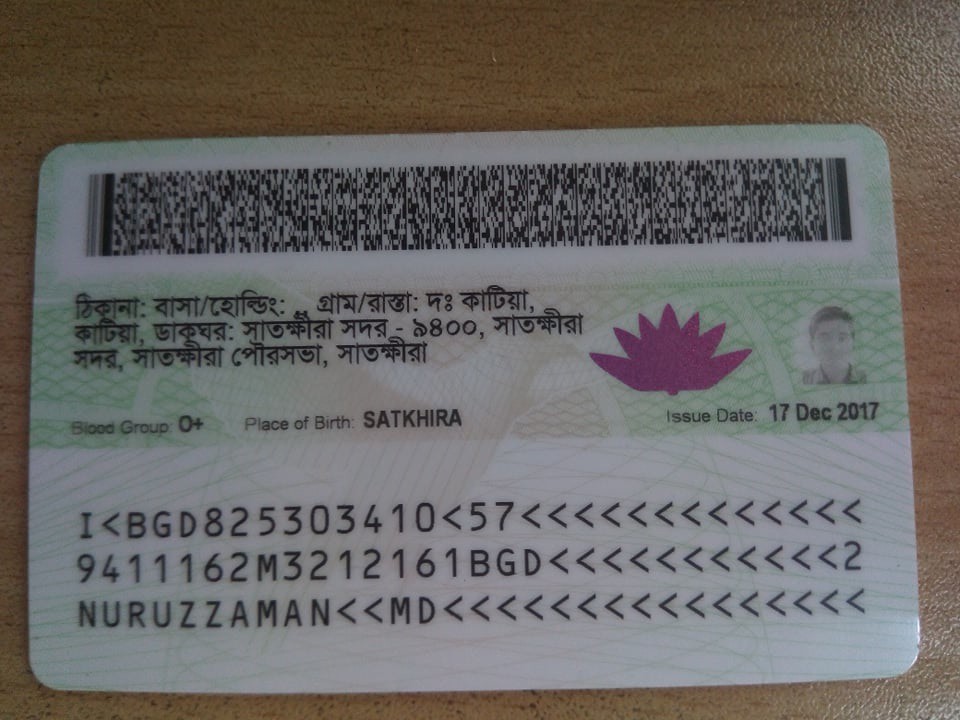 ঠিকানা: বাসা/হোল্ডিং: , গ্রাম/রাস্তা: দঃ কাটিয়া,
কাটিয়া, ডাকঘর: সাতক্ষীরা সদর - ৯৪০০, সাতক্ষীরা
সদর, সাতক্ষীরা পৌরসভা, সাতক্ষীরা
Blood Group: O+ Place of Birth: SATKHIRA Issue Date: 17 Dec 2017
I<BGD825303410<57<<<<<<<<<<<<<
9411162M3212161BGD<<<<<<<<<<<2
NURUZZAMAN<<MD<<<<<<<<<<<<<<<<